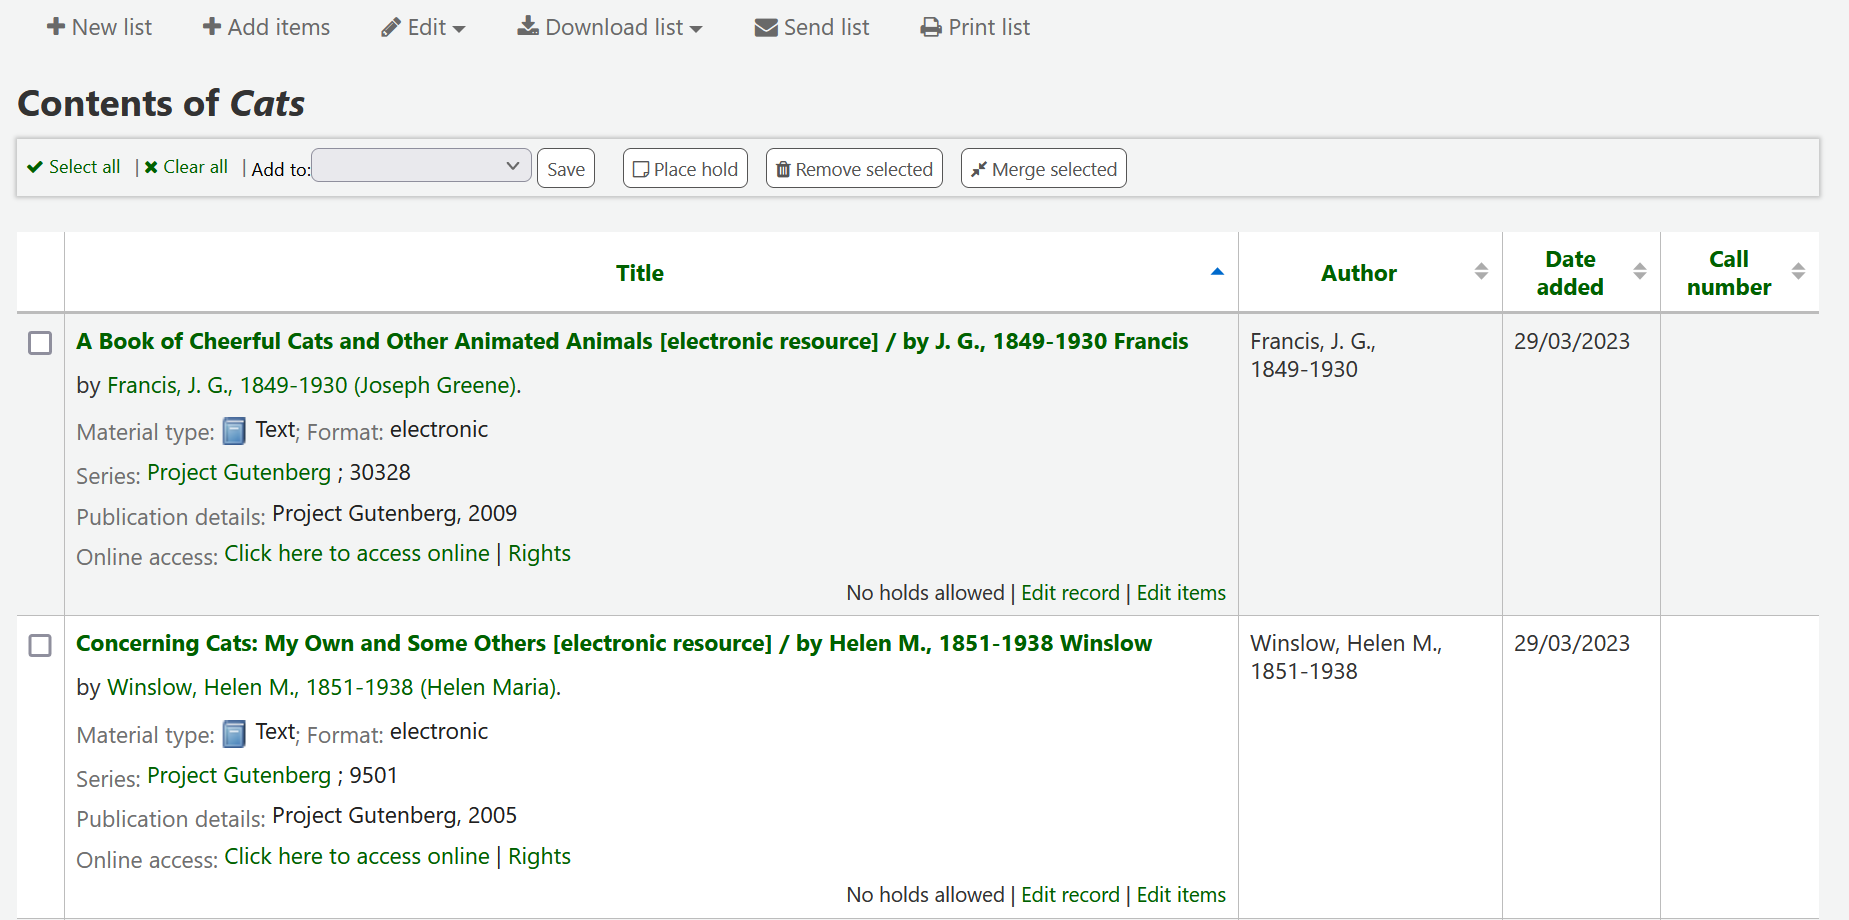 New list Add items Edit Download list Send list Print list
Contents of Cats
Select all | Clear all | Add to: Save Place hold Remove selected Merge selected
Title Author Date added Call number
A Book of Cheerful Cats and Other Animated Animals [electronic resource] / by J. G., 1849-1930 Francis
by Francis, J. G., 1849-1930 (Joseph Greene).
Material type: Text; Format: electronic
Series: Project Gutenberg ; 30328
Publication details: Project Gutenberg, 2009
Online access: Click here to access online | Rights
No holds allowed | Edit record | Edit items
Francis, J. G.,
1849-1930
29/03/2023
Concerning Cats: My Own and Some Others [electronic resource] / by Helen M., 1851-1938 Winslow
by Winslow, Helen M., 1851-1938 (Helen Maria).
Material type: Text; Format: electronic
Series: Project Gutenberg ; 9501
Publication details: Project Gutenberg, 2005
Online access: Click here to access online | Rights
No holds allowed | Edit record | Edit items
Winslow, Helen M.,
1851-1938
29/03/2023